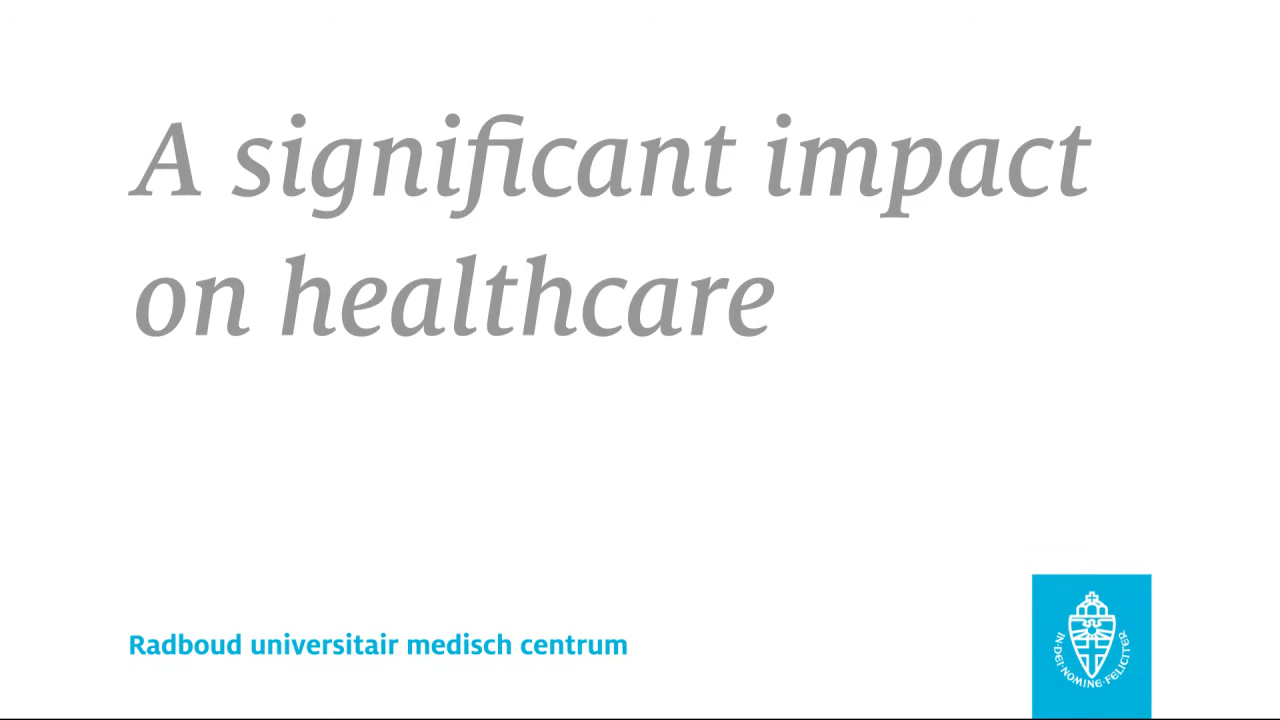 A significant impact
on healthcare
Radboud universitair medisch centrum
IN·DEI·NOMINE·FELICITER